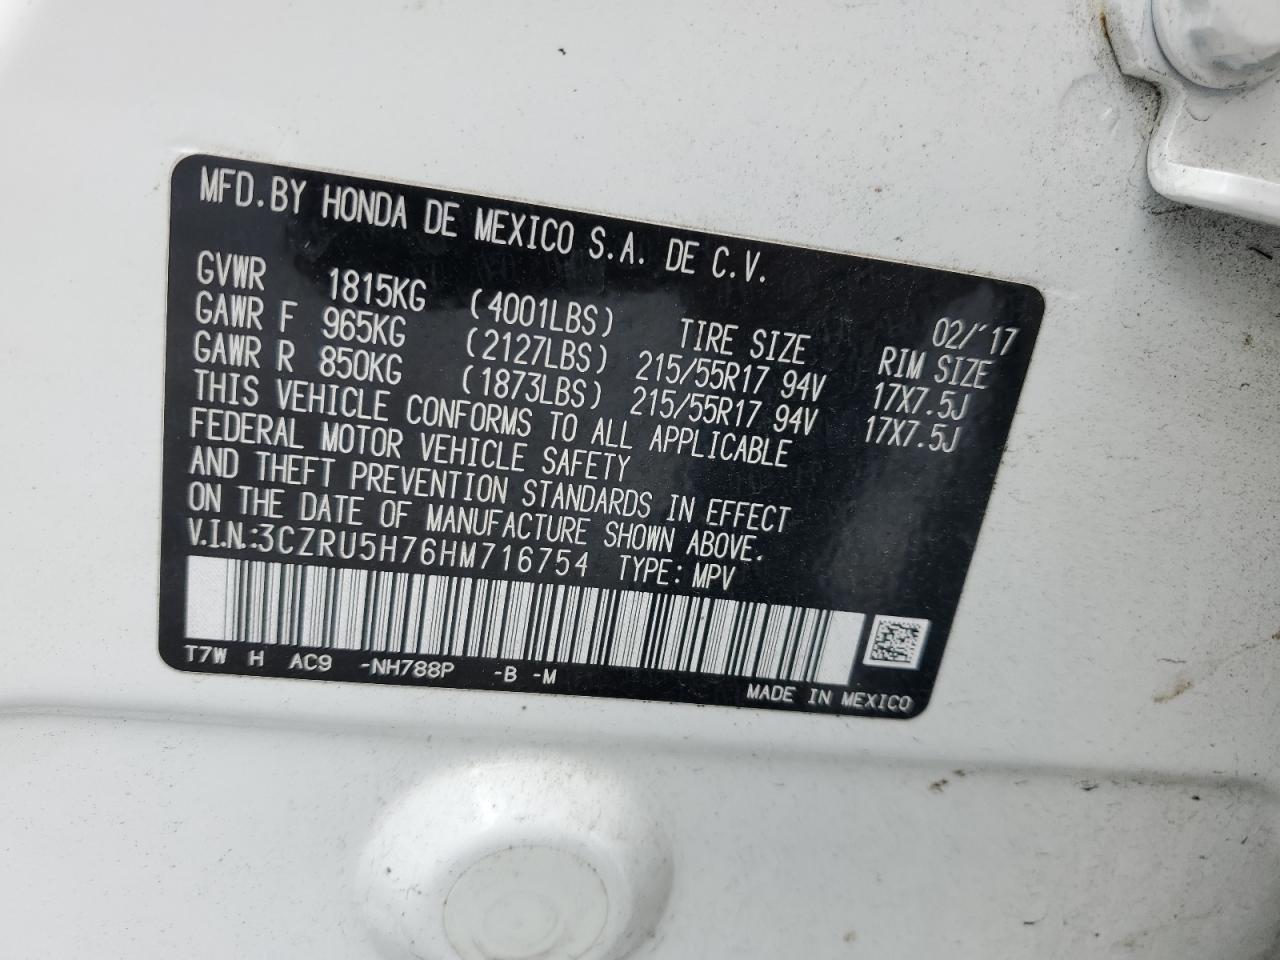 MFD.BY HONDA DE MEXICO S.A. DE C.V.
02/'17
GVWR 1815KG (4001LBS) TIRE SIZE RIM SIZE
GAWR F 965KG (2127LBS) 215/55R17 94V 17X7.5J
GAWR R 850KG (1873LBS) 215/55R17 94V 17X7.5J
THIS VEHICLE CONFORMS TO ALL APPLICABLE
FEDERAL MOTOR VEHICLE SAFETY
AND THEFT PREVENTION STANDARDS IN EFFECT
ON THE DATE OF MANUFACTURE SHOWN ABOVE.
V.I.N.:3CZRU5H76HM716754 TYPE: MPV
T7W H AC9 -NH788P -B -M
MADE IN MEXICO